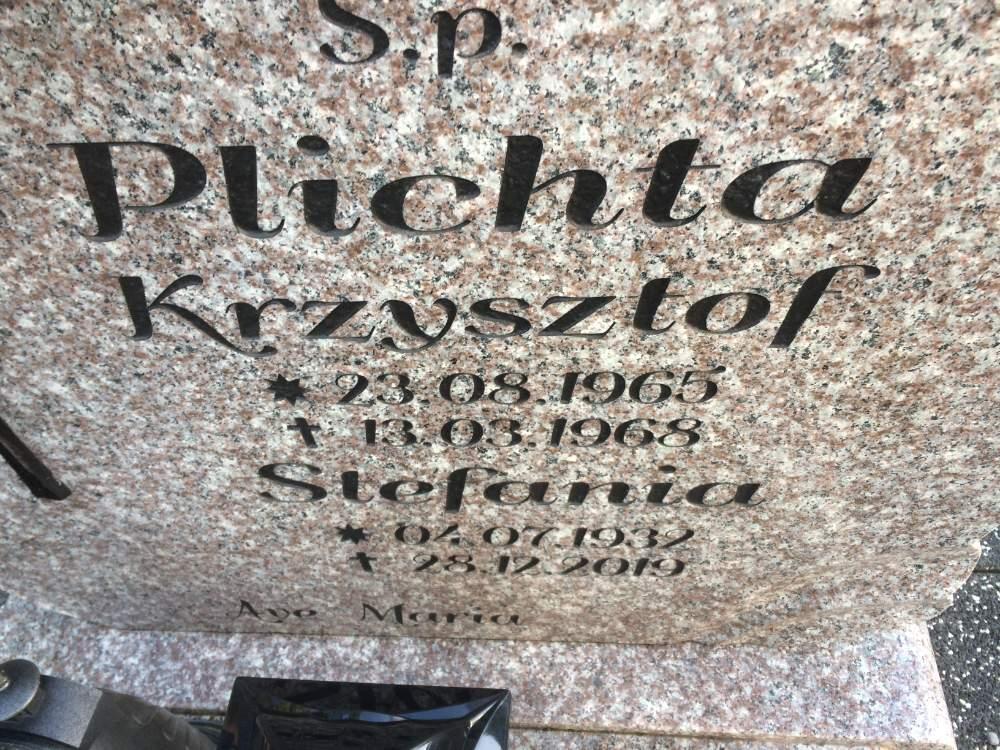 S.p.
Plichta
Krzysztof
* 23.08.1965
† 13.03.1968
Stefania
* 04.07.1932
† 28.12.2019
Ave Maria